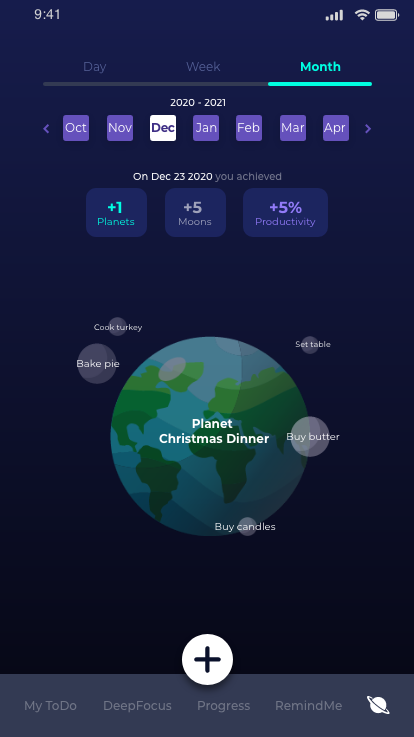 9:41
Day Week Month
2020 - 2021
Oct Nov Dec Jan Feb Mar Apr
On Dec 23 2020 you achieved
+1 +5 +5%
Planets Moons Productivity
Cook turkey
Set table
Bake pie
Planet
Christmas Dinner
Buy butter
Buy candles
My ToDo DeepFocus Progress RemindMe